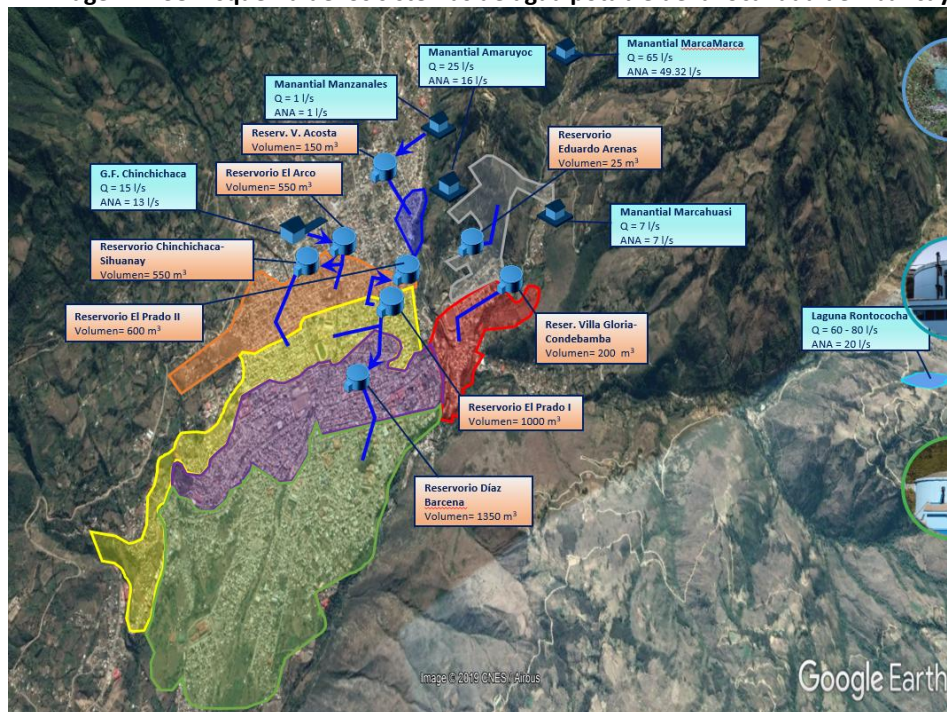 Manantial Amaruyoc
Q = 25 l/s
ANA = 16 l/s
Manantial MarcaMarca
Q = 65 l/s
ANA = 49.32 l/s
Manantial Manzanales
Q = 1 l/s
ANA = 1 l/s
Reserv. V. Acosta
Volumen= 150 m³
Reservorio
Eduardo Arenas
Volumen= 25 m³
G.F. Chinchichaca
Q = 15 l/s
ANA = 13 l/s
Reservorio El Arco
Volumen= 550 m³
Manantial Marcahuasi
Q = 7 l/s
ANA = 7 l/s
Reservorio Chinchichaca-
Sihuanay
Volumen= 550 m³
Reservorio El Prado II
Volumen= 600 m³
Reser. Villa Gloria-
Condebamba
Volumen= 200 m³
Laguna Rontococha
Q = 60 - 80 l/s
ANA = 20 l/s
Reservorio El Prado I
Volumen= 1000 m³
Reservorio Díaz
Barcena
Volumen= 1350 m³
Image © 2019 CNES / Airbus
Google Earth